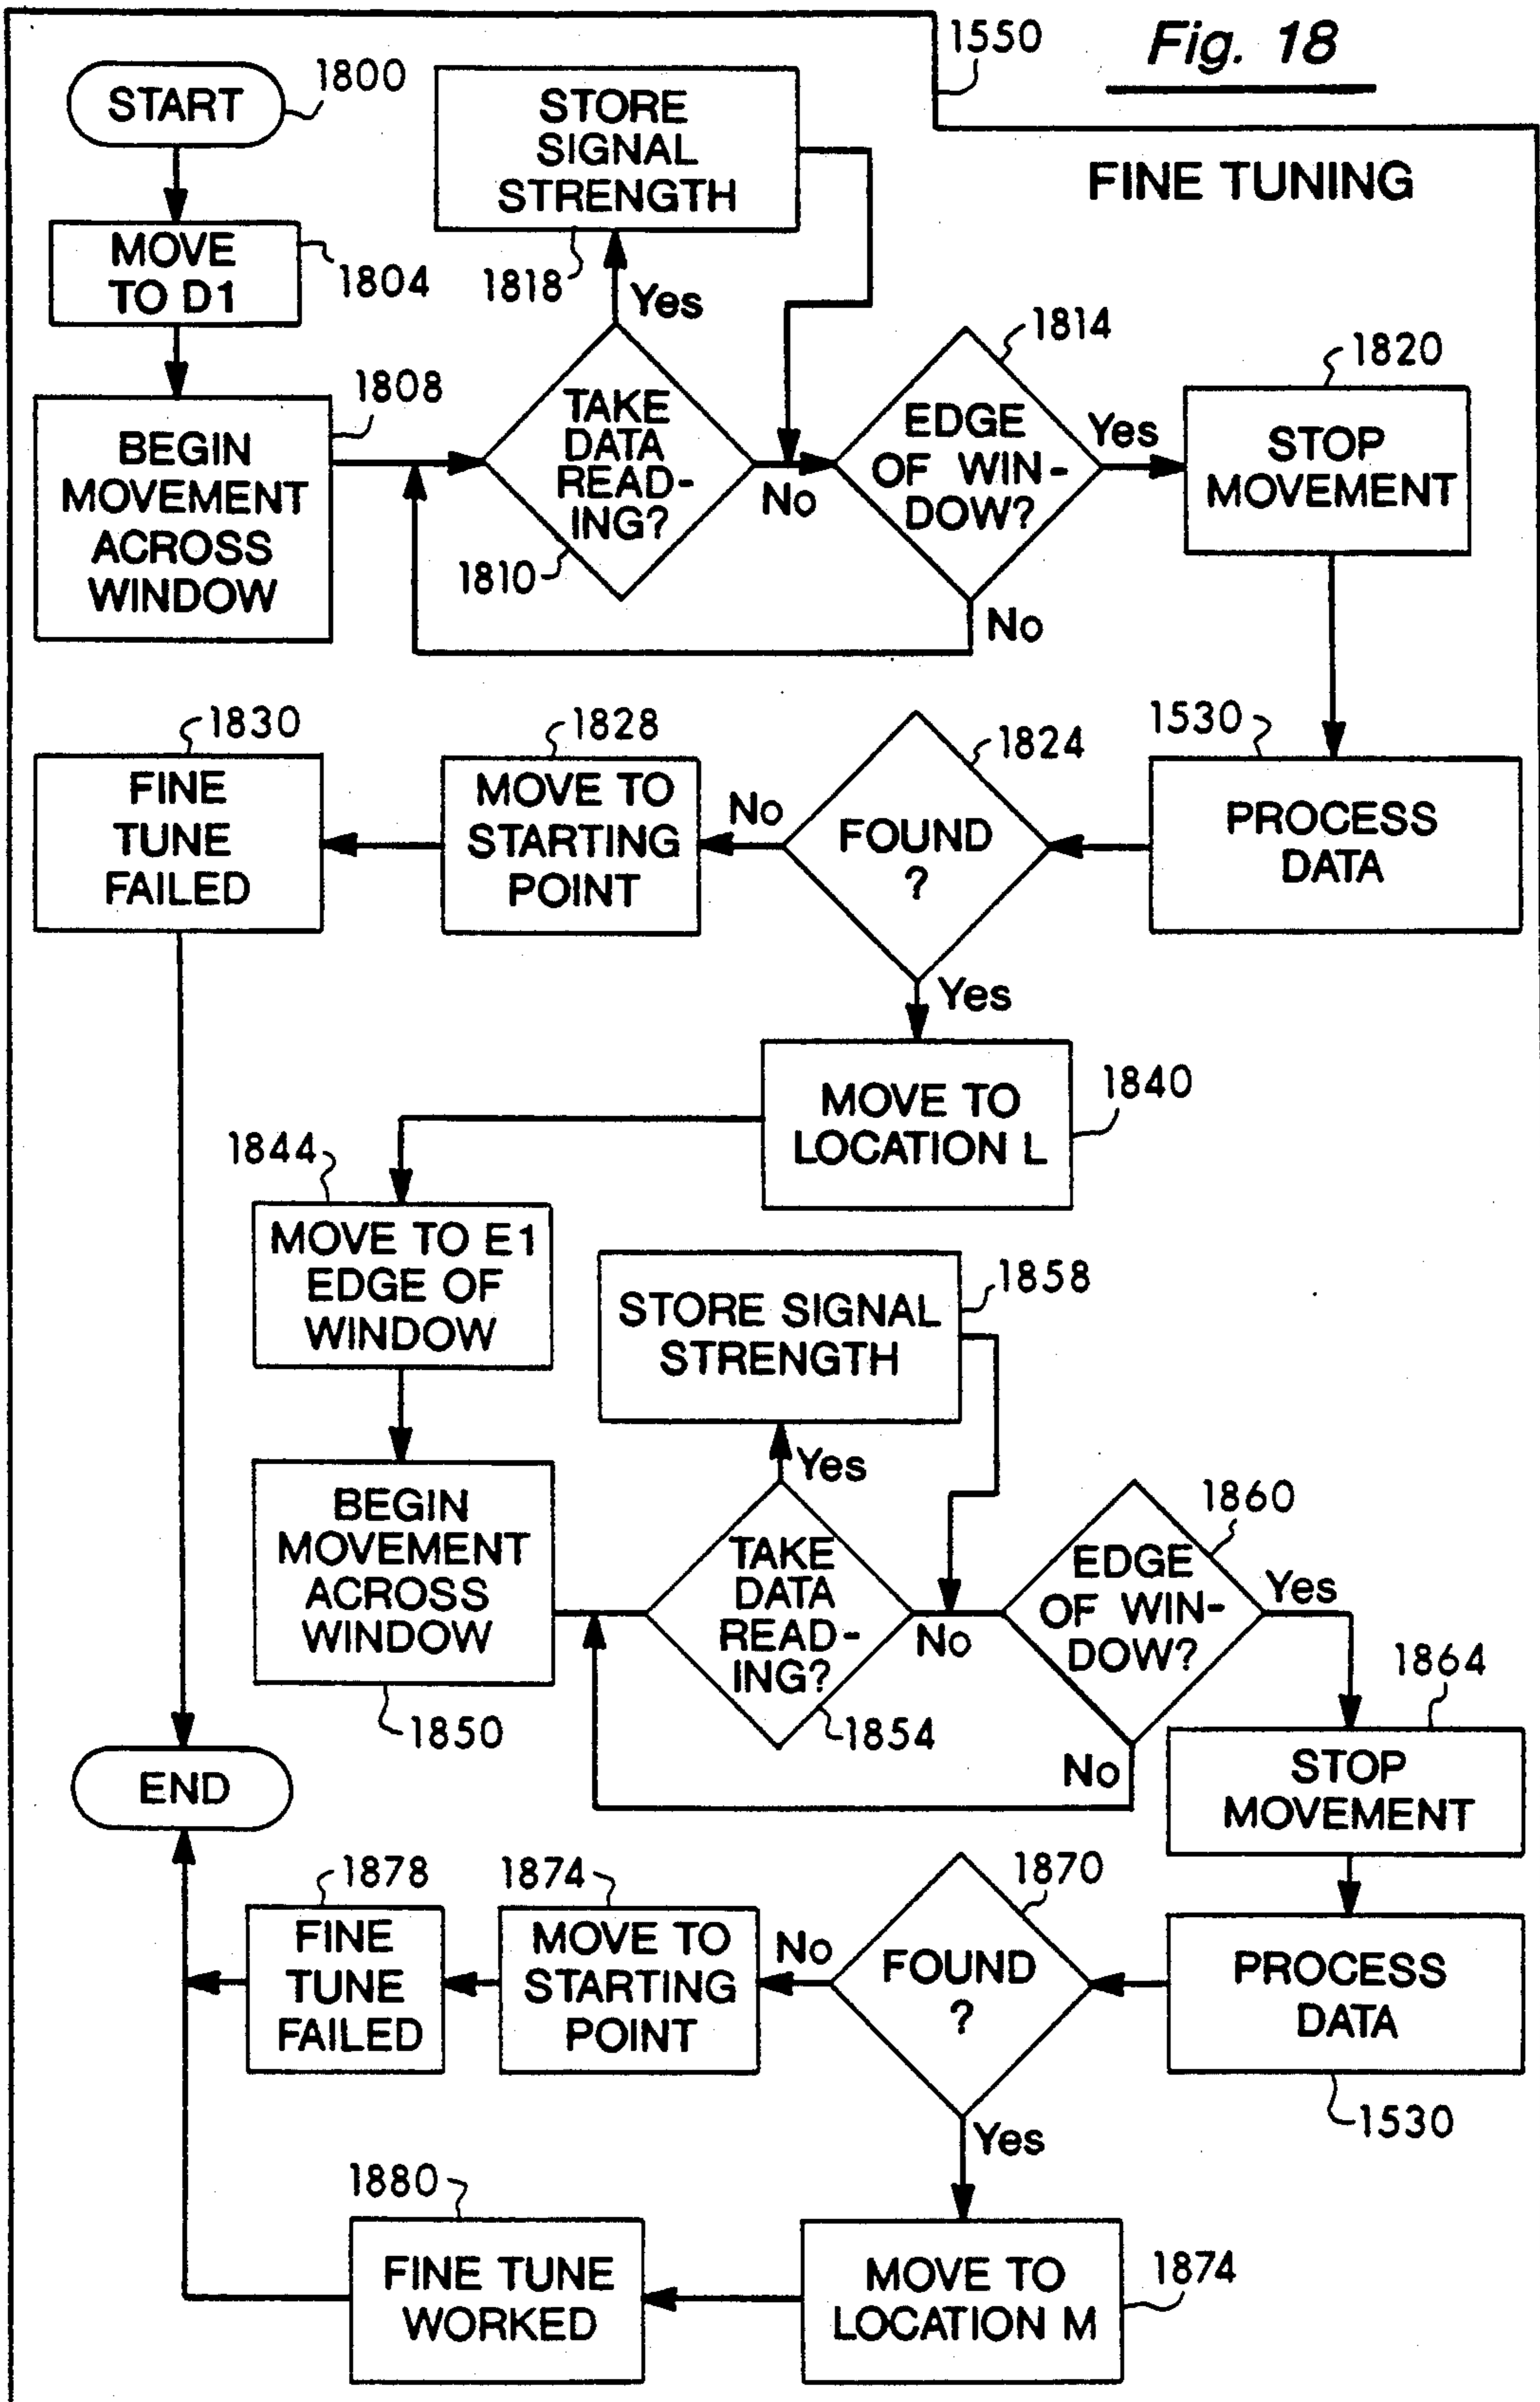 Fig. 18
1550
FINE TUNING
START
1800
MOVE
TO D1
1804
BEGIN
MOVEMENT
ACROSS
WINDOW
1808
STORE
SIGNAL
STRENGTH
1818
Yes
TAKE
DATA
READ-
ING?
1810
No
1814
EDGE
OF WIN-
DOW?
Yes
No
1820
STOP
MOVEMENT
1530
PROCESS
DATA
1824
FOUND
?
No
1828
MOVE TO
STARTING
POINT
1830
FINE
TUNE
FAILED
Yes
1840
MOVE TO
LOCATION L
1844
MOVE TO E1
EDGE OF
WINDOW
1858
STORE SIGNAL
STRENGTH
BEGIN
MOVEMENT
ACROSS
WINDOW
1850
Yes
TAKE
DATA
READ-
ING?
1854
No
1860
EDGE
OF WIN-
DOW?
Yes
No
1864
STOP
MOVEMENT
END
PROCESS
DATA
1530
1870
FOUND
?
No
1874
MOVE TO
STARTING
POINT
1878
FINE
TUNE
FAILED
Yes
MOVE TO
LOCATION M
1874
1880
FINE TUNE
WORKED